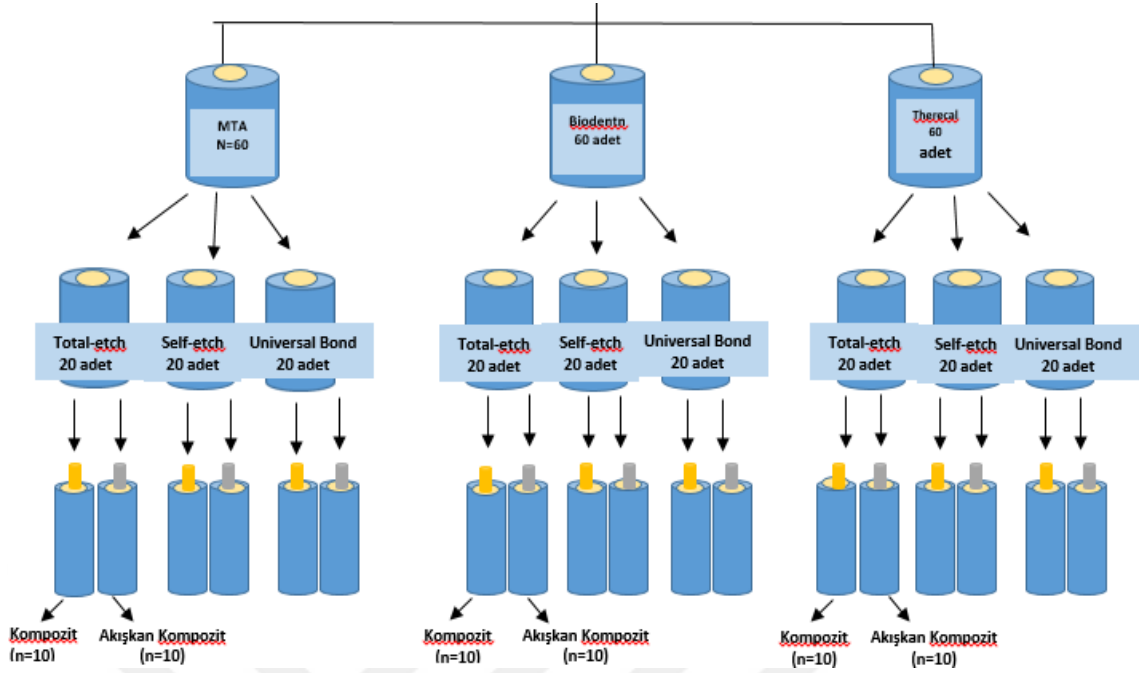 MTA
N=60
Biodentn
60 adet
Therecal
60
adet
Total-etch
20 adet
Self-etch
20 adet
Universal Bond
20 adet
Total-etch
20 adet
Self-etch
20 adet
Universal Bond
20 adet
Total-etch
20 adet
Self-etch
20 adet
Universal Bond
20 adet
Kompozit
(n=10)
Akışkan Kompozit
(n=10)
Kompozit
(n=10)
Akışkan Kompozit
(n=10)
Kompozit
(n=10)
Akışkan Kompozit
(n=10)